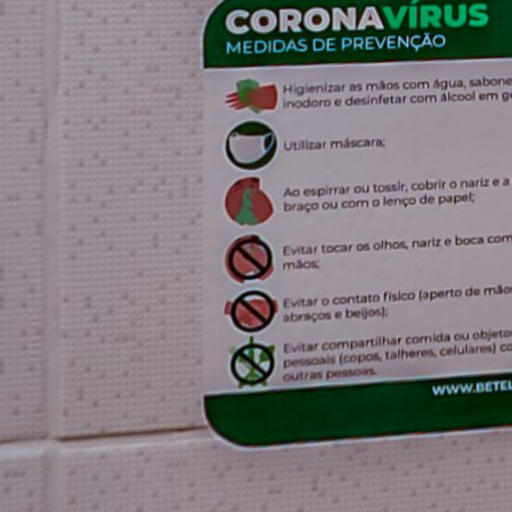 CORONAVÍRUS
MEDIDAS DE PREVENÇÃO
Higienizar as mãos com água, sabone
inodoro e desinfetar com álcool em ge
Utilizar máscara;
Ao espirrar ou tossir, cobrir o nariz e a
braço ou com o lenço de papel;
Evitar tocar os olhos, nariz e boca com
mãos;
Evitar o contato físico (aperto de mão
abraços e beijos);
Evitar compartilhar comida ou objeto
pessoais (copos, talheres, celulares) co
outras pessoas.
WWW.BETEL